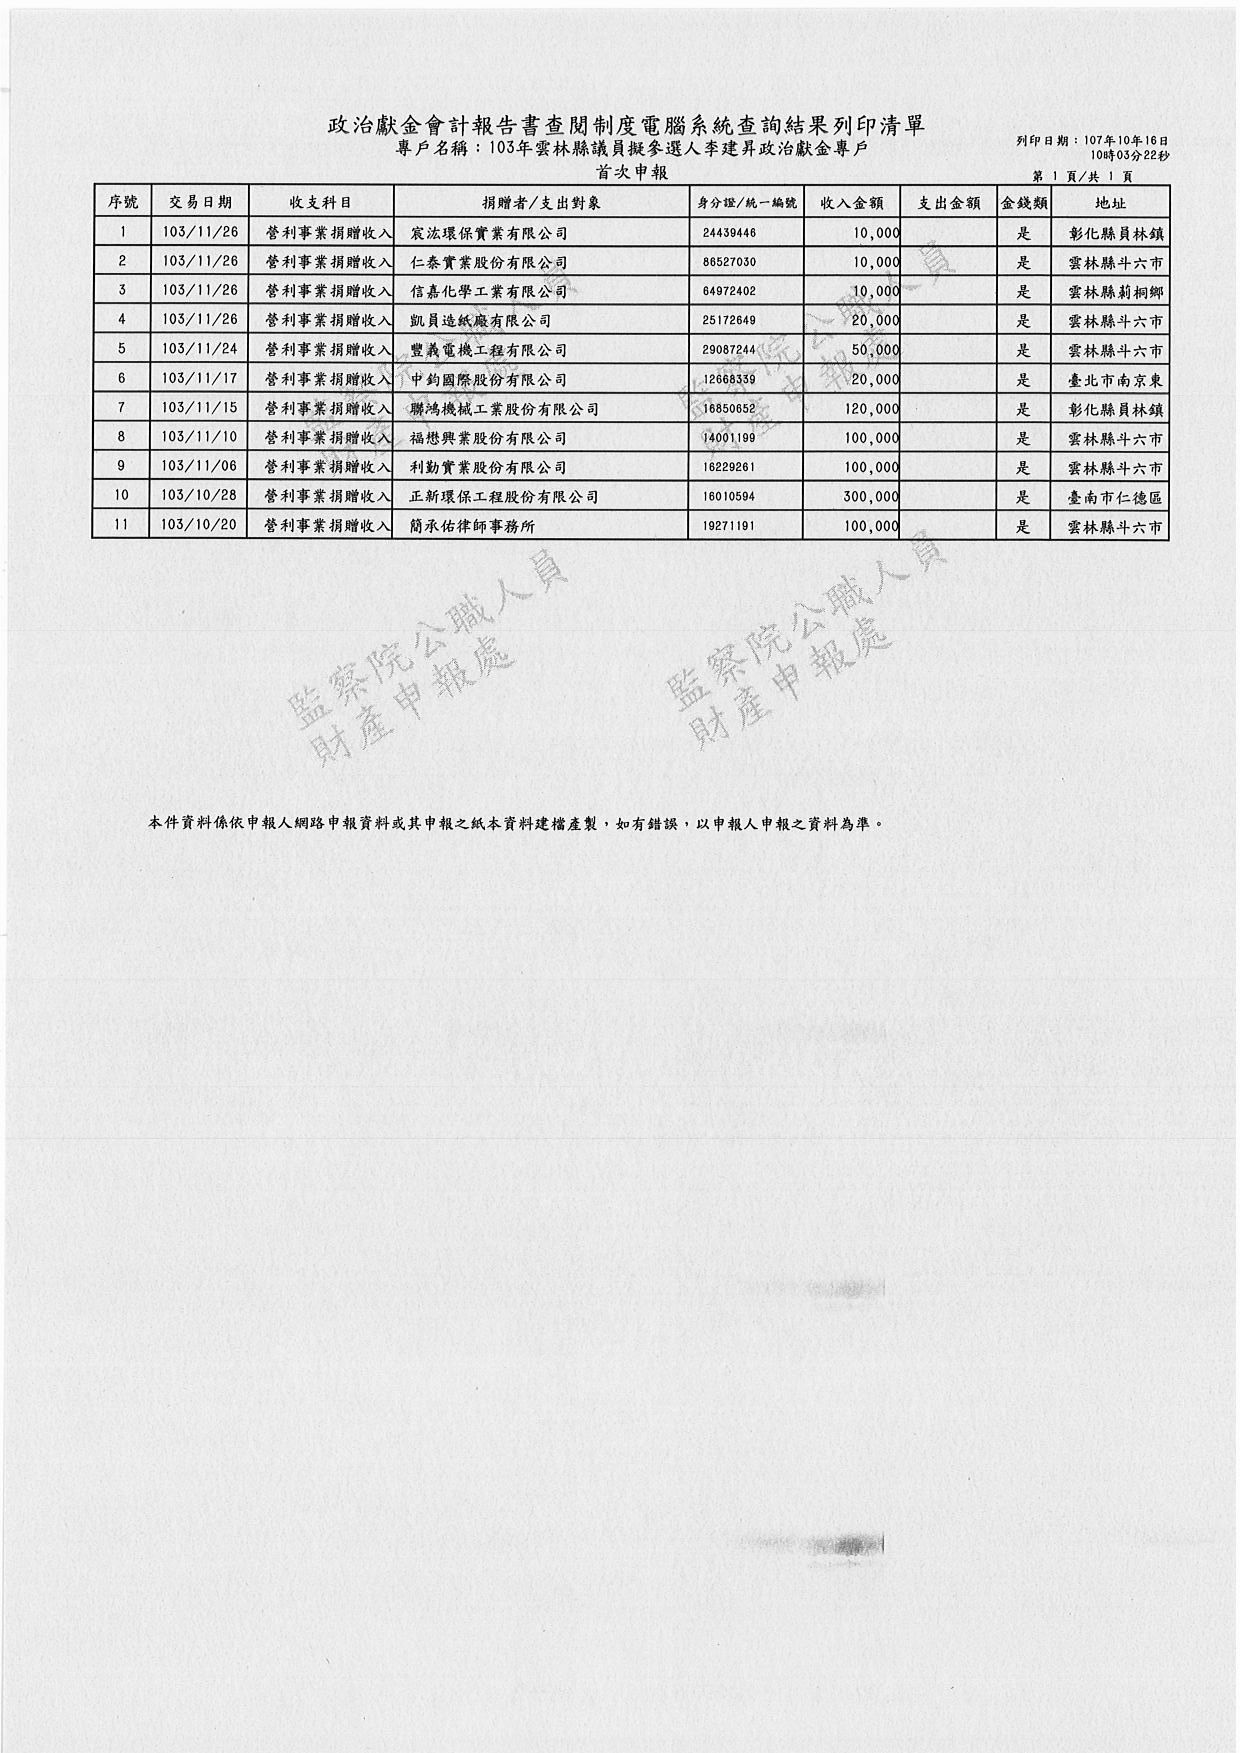 政治獻金會計報告書查閱制度電腦系統查詢結果列印清單
專戶名稱：103年雲林縣議員擬參選人李建昇政治獻金專戶
首次申報
列印日期：107年10年16日
10時03分22秒
第 1 頁/共 1 頁
序號 交易日期 收支科目 捐贈者/支出對象 身分證/統一編號 收入金額 支出金額 金錢類 地址
1 103/11/26 營利事業捐贈收入 宸浤環保實業有限公司 24439446 10,000 是 彰化縣員林鎮
2 103/11/26 營利事業捐贈收入 仁泰實業股份有限公司 86527030 10,000 是 雲林縣斗六市
3 103/11/26 營利事業捐贈收入 信嘉化學工業有限公司 64972402 10,000 是 雲林縣莿桐鄉
4 103/11/26 營利事業捐贈收入 凱員造紙廠有限公司 25172649 20,000 是 雲林縣斗六市
5 103/11/24 營利事業捐贈收入 豐義電機工程有限公司 29087244 50,000 是 雲林縣斗六市
6 103/11/17 營利事業捐贈收入 中鈞國際股份有限公司 12668339 20,000 是 臺北市南京東
7 103/11/15 營利事業捐贈收入 聯鴻機械工業股份有限公司 16850652 120,000 是 彰化縣員林鎮
8 103/11/10 營利事業捐贈收入 福懋興業股份有限公司 14001199 100,000 是 雲林縣斗六市
9 103/11/06 營利事業捐贈收入 利勤實業股份有限公司 16229261 100,000 是 雲林縣斗六市
10 103/10/28 營利事業捐贈收入 正新環保工程股份有限公司 16010594 300,000 是 臺南市仁德區
11 103/10/20 營利事業捐贈收入 簡承佑律師事務所 19271191 100,000 是 雲林縣斗六市
監察院公職人員
財產申報處
監察院公職人員
財產申報處
監察院公職人員
財產申報處
監察院公職人員
財產申報處
本件資料係依申報人網路申報資料或其申報之紙本資料建檔產製，如有錯誤，以申報人申報之資料為準。